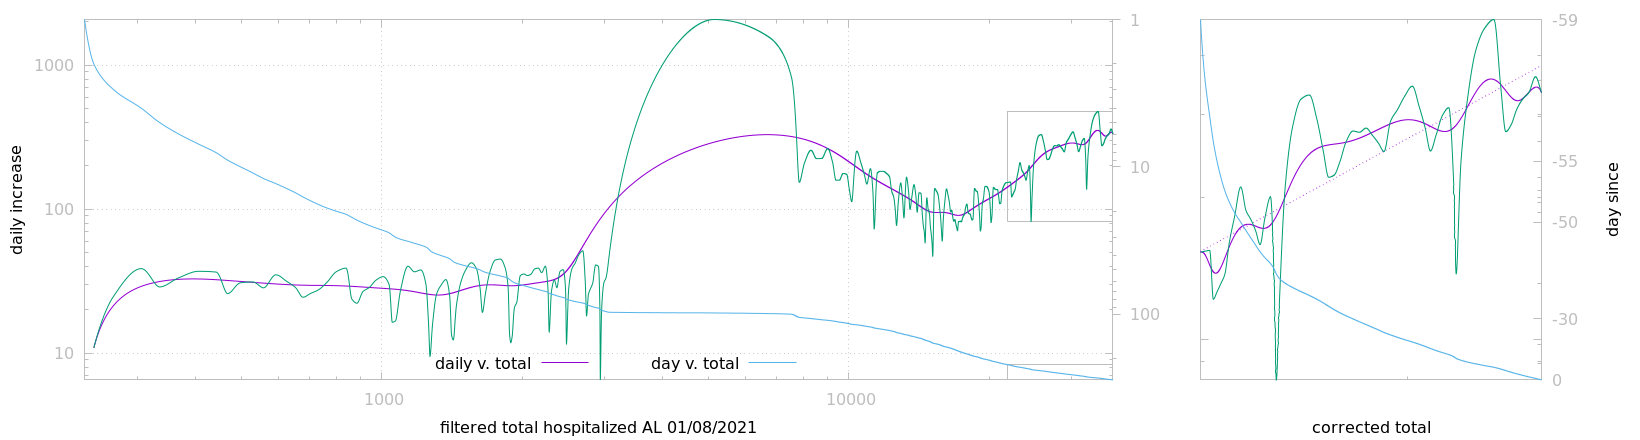 1000
100
10
daily increase
1000
10000
1
10
100
daily v. total
day v. total
filtered total hospitalized AL 01/08/2021
-59
-55
-50
-30
0
day since
corrected total